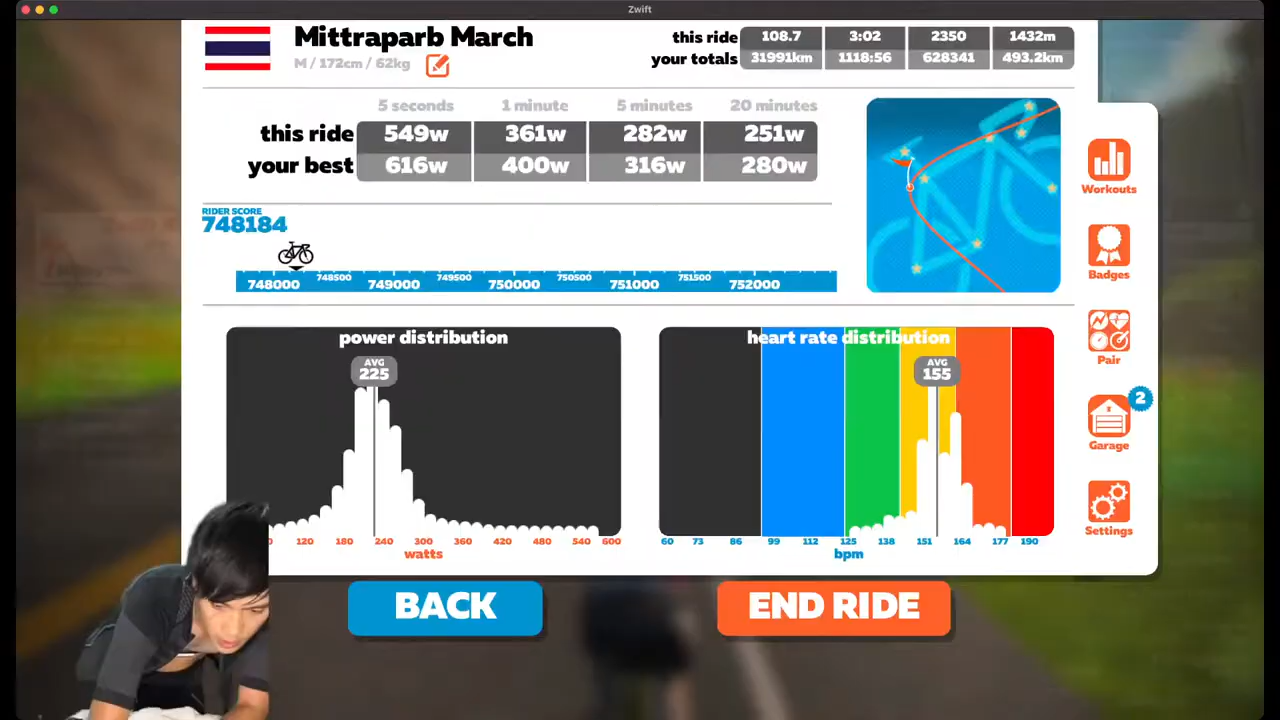 Zwift
Mittraparb March
M / 172cm / 62kg
this ride 108.7 3:02 2350 1432m
your totals 31991km 1118:56 628341 493.2km
5 seconds 1 minute 5 minutes 20 minutes
this ride 549w 361w 282w 251w
your best 616w 400w 316w 280w
RIDER SCORE
748184
748000 748500 749000 749500 750000 750500 751000 751500 752000
power distribution
AVG
225
120 180 240 300 360 420 480 540 600
watts
heart rate distribution
AVG
155
60 73 86 99 112 125 138 151 164 177 190
bpm
Workouts
Badges
Pair
2
Garage
Settings
BACK
END RIDE